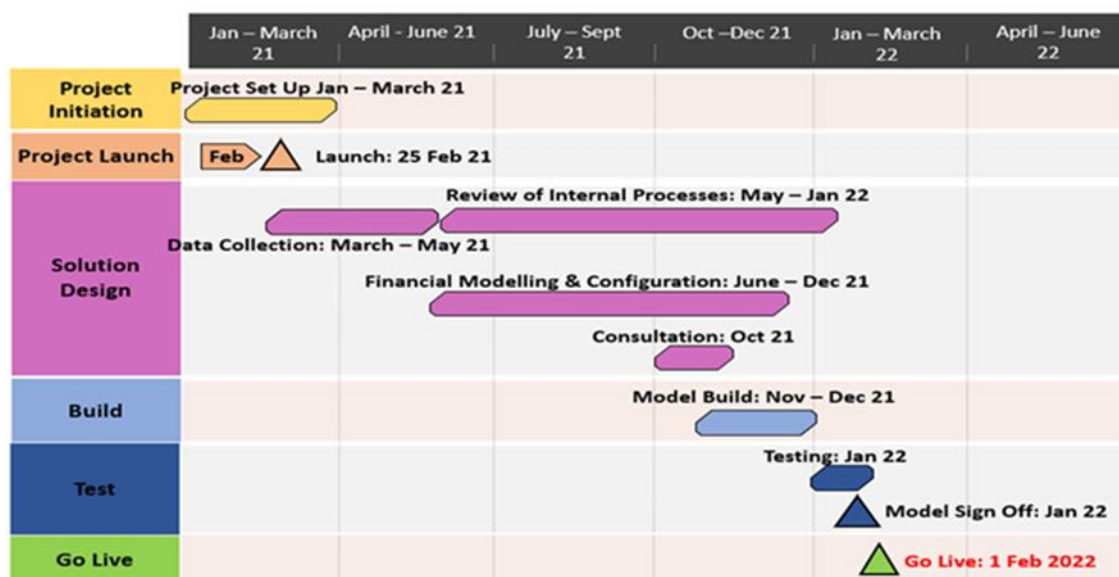 Jan – March 21
April - June 21
July – Sept 21
Oct –Dec 21
Jan – March 22
April – June 22
Project Initiation
Project Set Up Jan – March 21
Project Launch
Feb
Launch: 25 Feb 21
Solution Design
Review of Internal Processes: May – Jan 22
Data Collection: March – May 21
Financial Modelling & Configuration: June – Dec 21
Consultation: Oct 21
Build
Model Build: Nov – Dec 21
Test
Testing: Jan 22
Model Sign Off: Jan 22
Go Live
Go Live: 1 Feb 2022